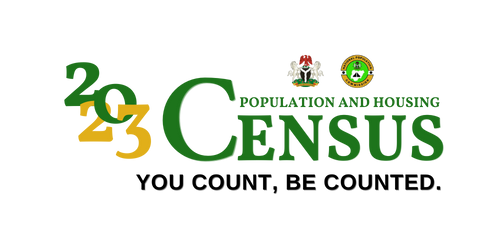 2023
POPULATION AND HOUSING
CENSUS
YOU COUNT, BE COUNTED.